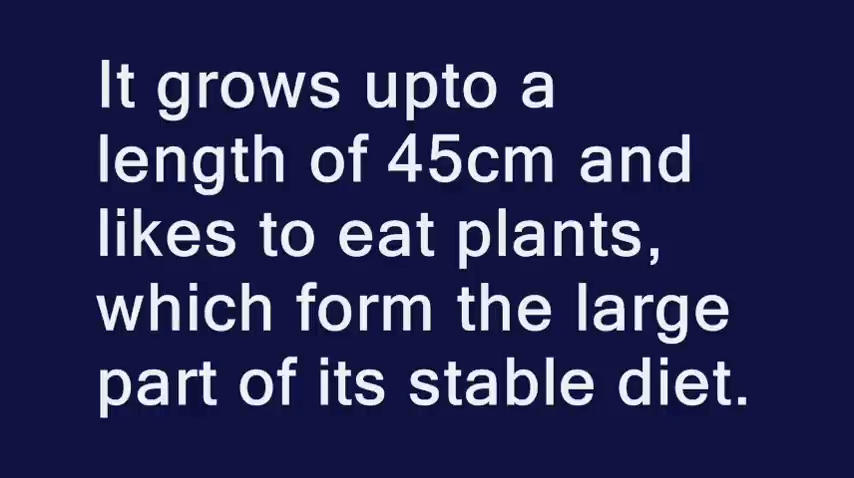 It grows upto a
length of 45cm and
likes to eat plants,
which form the large
part of its stable diet.